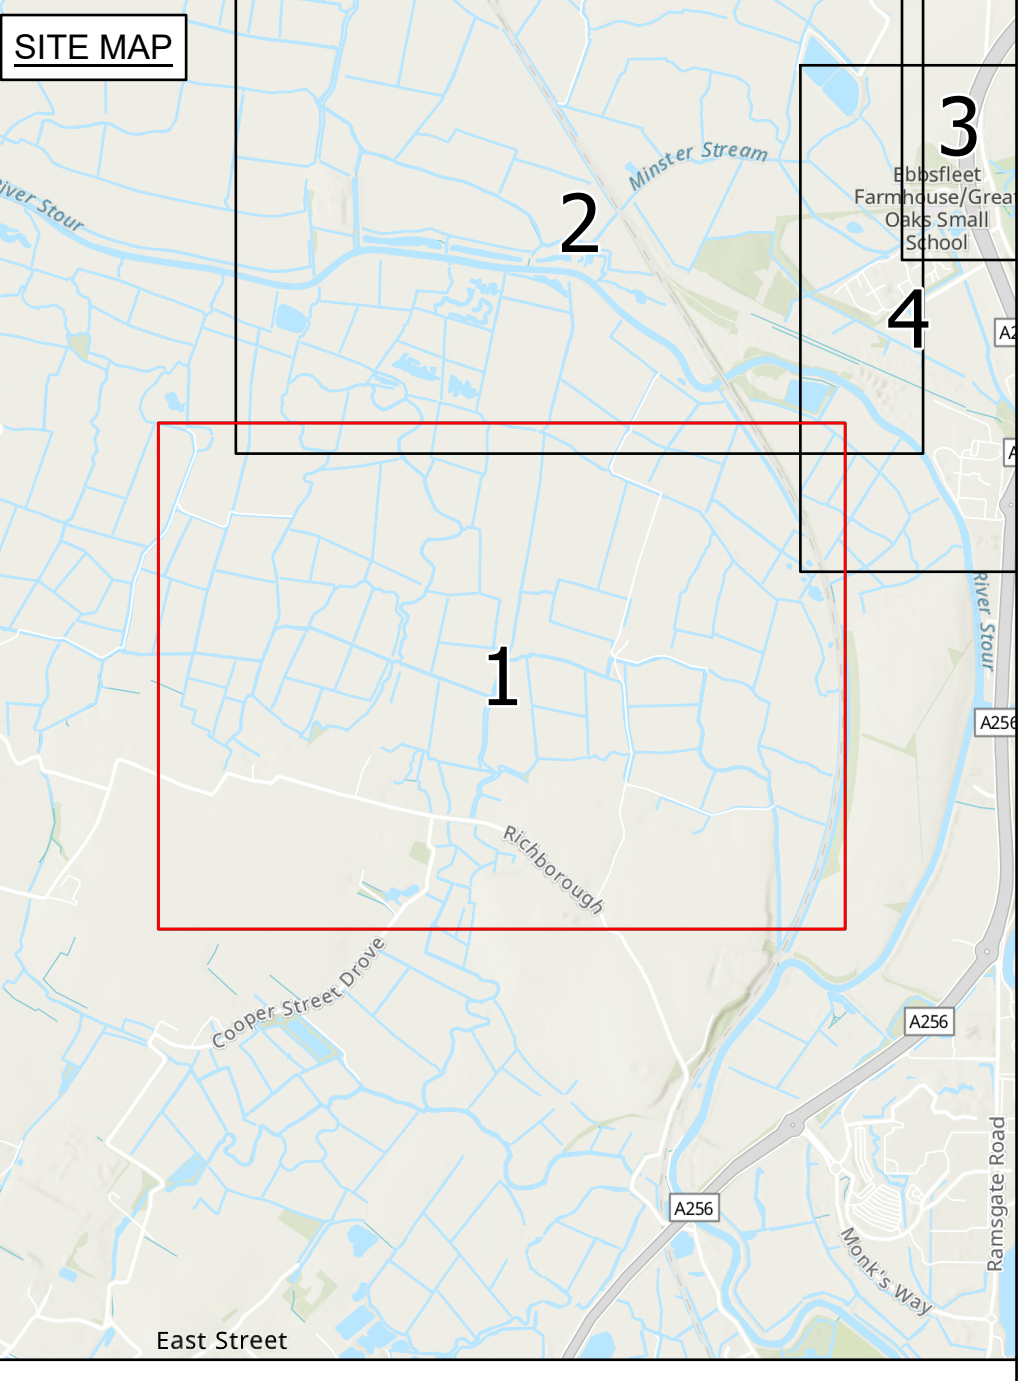 SITE MAP
3
Minster Stream
Ebbsfleet
Farmhouse/Great
Oaks Small
School
River Stour
2
4
River Stour
1
A256
Richborough
Cooper Street Drove
A256
Ramsgate Road
A256
Monk's Way
East Street